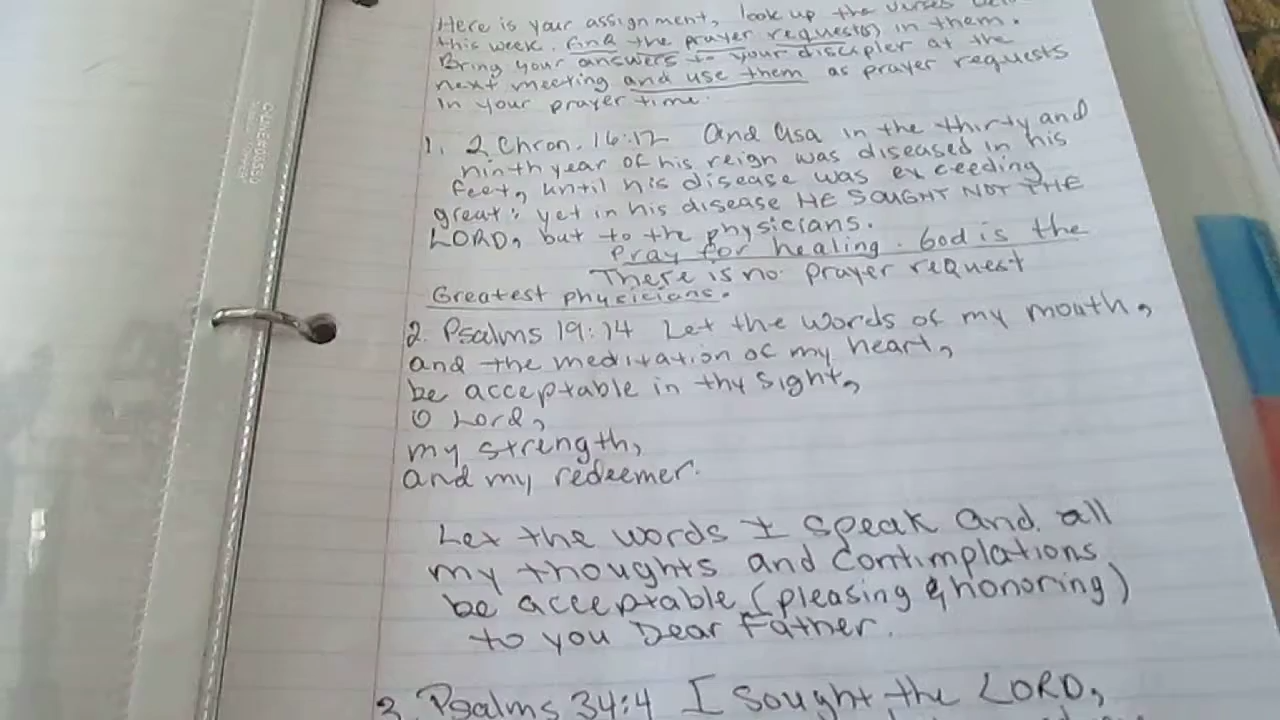 Here is your assignment, look up the verses
this week. find the prayer requests in them.
Bring your answers to your discipler at the
next meeting and use them as prayer requests
in your prayer time.
1. 2 Chron. 16:12 And Asa in the thirty and
ninth year of his reign was diseased in his
feet, until his disease was exceeding
great: yet in his disease HE SOUGHT NOT THE
LORD, but to the physicians.
Pray for healing. God is the
There is no prayer request
Greatest physicians.
2. Psalms 19:14 Let the words of my mouth,
and the meditation of my heart,
be acceptable in thy sight,
O Lord,
my strength,
and my redeemer.
Let the words I speak and all
my thoughts and contimplations
be acceptable (pleasing & honoring)
to you Dear Father.
3. Psalms 34:4 I sought the LORD,